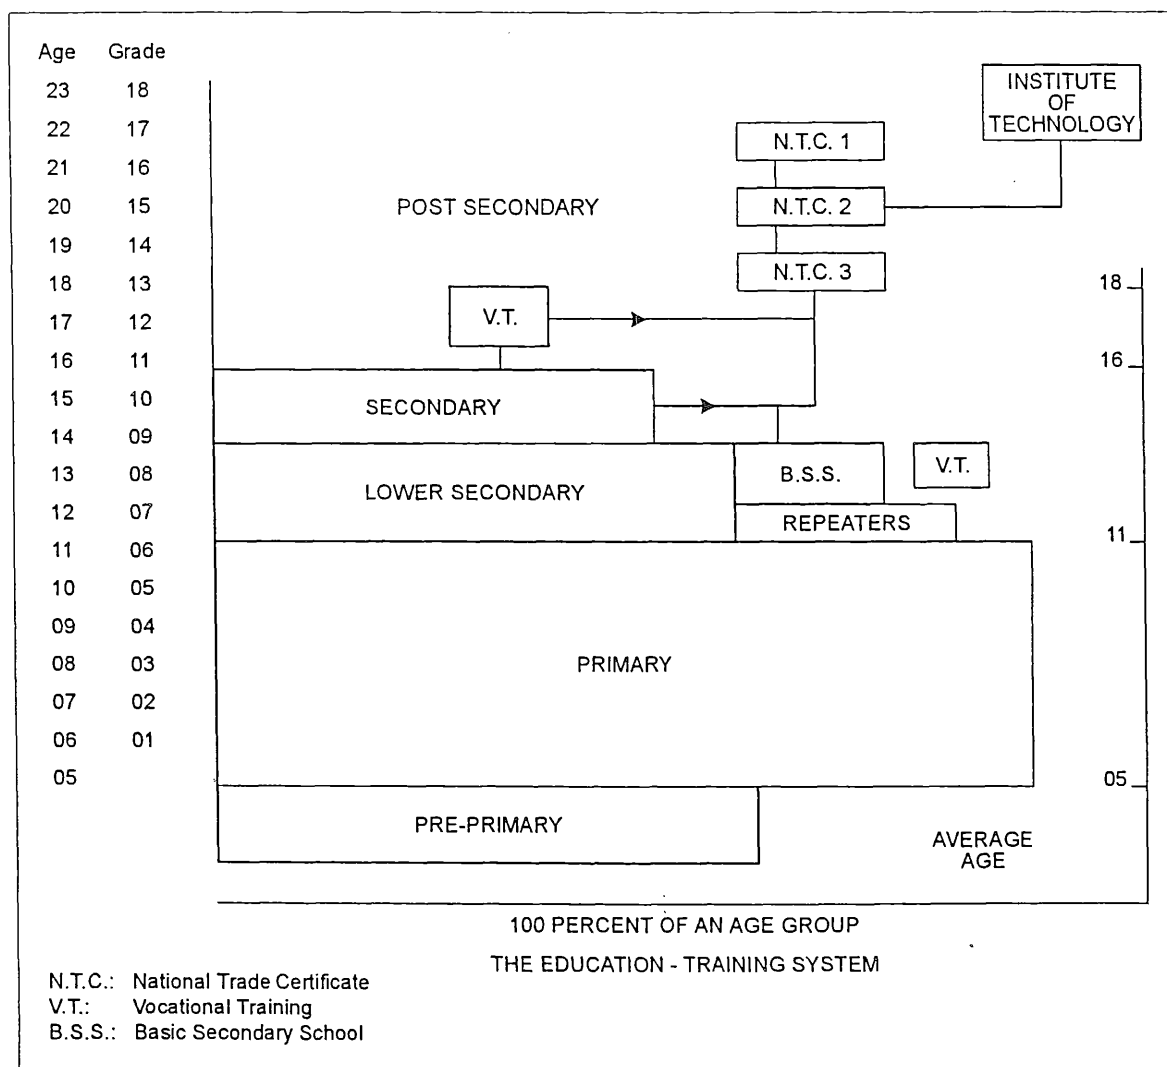 Age Grade
23 18
INSTITUTE
OF
TECHNOLOGY
22 17
N.T.C. 1
21 16
20 15
POST SECONDARY
N.T.C. 2
19 14
18 13
N.T.C. 3
18
17 12
V.T.
16 11
16
15 10
SECONDARY
14 09
13 08
B.S.S.
V.T.
LOWER SECONDARY
12 07
REPEATERS
11 06
11
10 05
09 04
08 03
PRIMARY
07 02
06 01
05
05
PRE-PRIMARY
AVERAGE
AGE
100 PERCENT OF AN AGE GROUP
THE EDUCATION - TRAINING SYSTEM
N.T.C.: National Trade Certificate
V.T.: Vocational Training
B.S.S.: Basic Secondary School